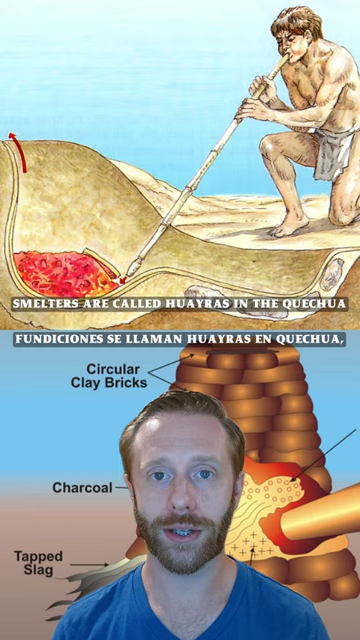 SMELTERS ARE CALLED HUAYRAS IN THE QUECHUA
FUNDICIONES SE LLAMAN HUAYRAS EN QUECHUA,
Circular
Clay Bricks
Charcoal
Tapped
Slag